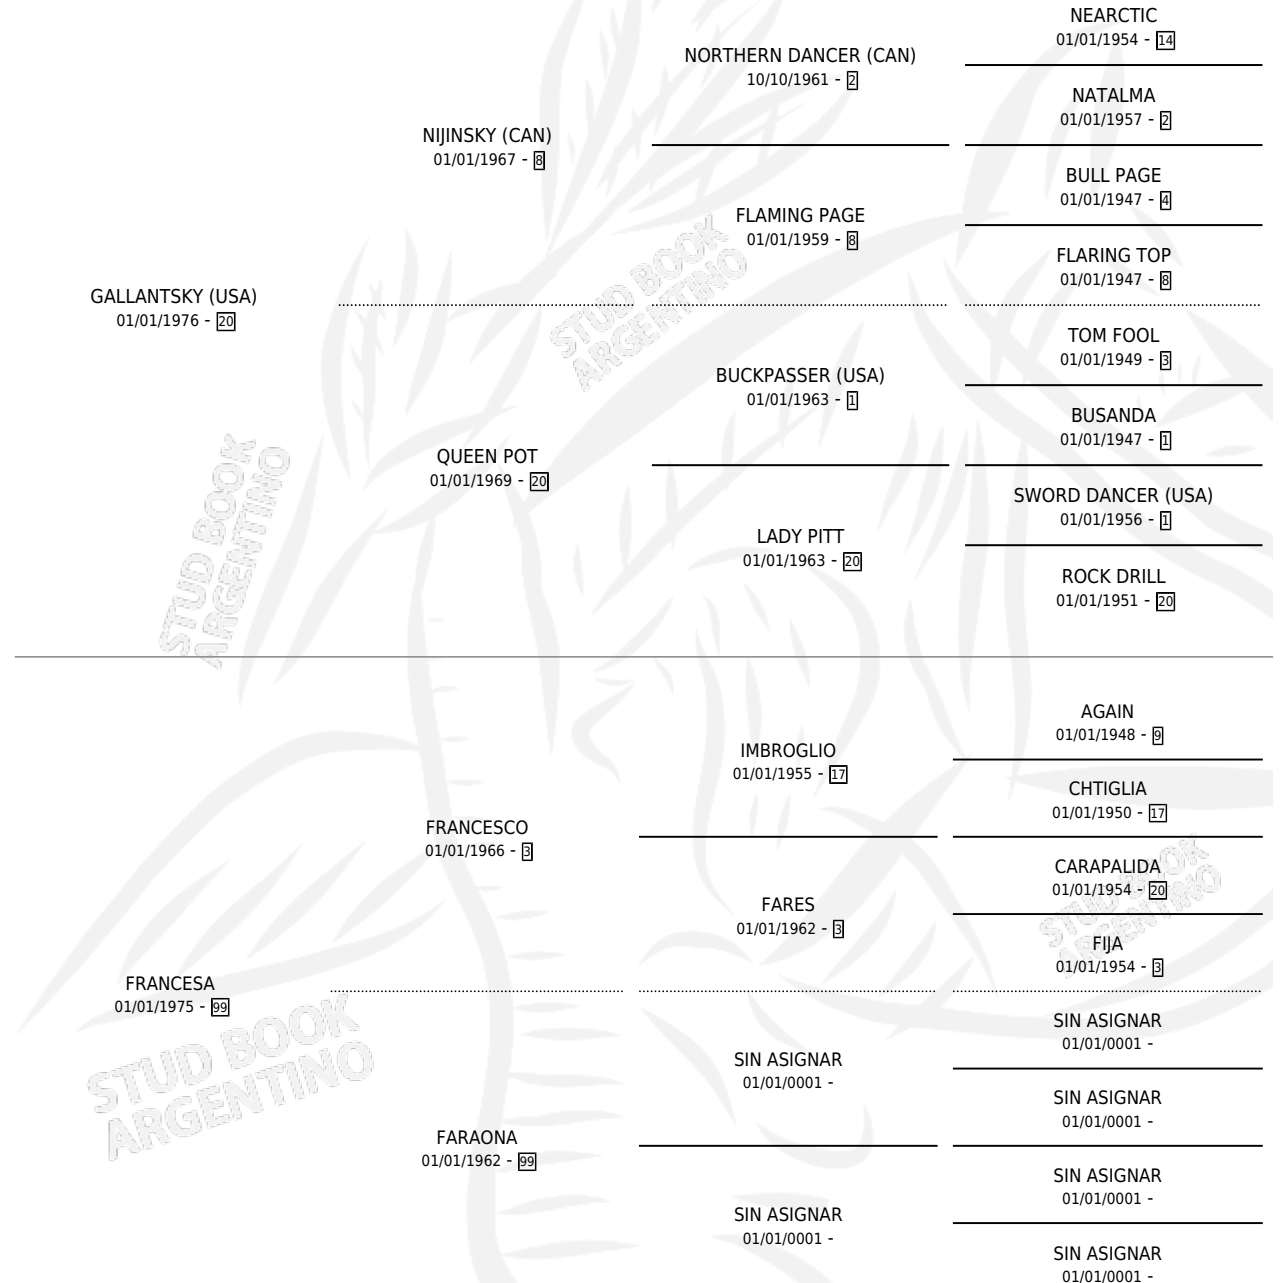 NEARCTIC
01/01/1954 - 14
NORTHERN DANCER (CAN)
10/10/1961 - 2
NATALMA
01/01/1957 - 2
NIJINSKY (CAN)
01/01/1967 - 8
BULL PAGE
01/01/1947 - 4
FLAMING PAGE
01/01/1959 - 8
FLARING TOP
01/01/1947 - 8
GALLANTSKY (USA)
01/01/1976 - 20
TOM FOOL
01/01/1949 - 3
BUCKPASSER (USA)
01/01/1963 - 1
BUSANDA
01/01/1947 - 1
QUEEN POT
01/01/1969 - 20
SWORD DANCER (USA)
01/01/1956 - 1
LADY PITT
01/01/1963 - 20
ROCK DRILL
01/01/1951 - 20
STUD BOOK
ARGENTINO
STUD BOOK
ARGENTINO
AGAIN
01/01/1948 - 9
IMBROGLIO
01/01/1955 - 17
CHTIGLIA
01/01/1950 - 17
FRANCESCO
01/01/1966 - 3
CARAPALIDA
01/01/1954 - 20
FARES
01/01/1962 - 3
FIJA
01/01/1954 - 3
FRANCESA
01/01/1975 - 99
SIN ASIGNAR
01/01/0001 -
SIN ASIGNAR
01/01/0001 -
SIN ASIGNAR
01/01/0001 -
FARAONA
01/01/1962 - 99
SIN ASIGNAR
01/01/0001 -
SIN ASIGNAR
01/01/0001 -
SIN ASIGNAR
01/01/0001 -
STUD BOOK
ARGENTINO
STUD BOOK
ARGENTINO